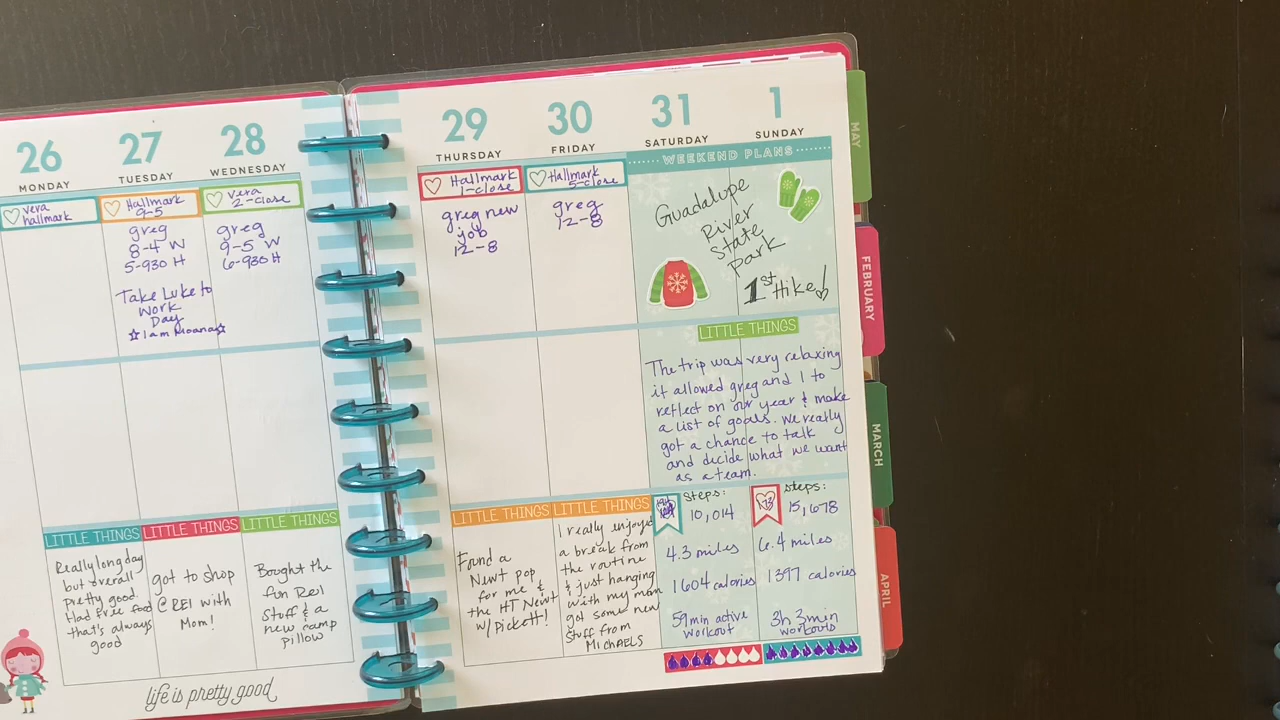 26
MONDAY
vera
hallmark
Really long day
but overall
pretty good.
Had free food
that's always
good
LITTLE THINGS
27
TUESDAY
Hallmark
9-5
greg
8-4 W
5-930 H
Take Luke to
Work
Day
I am Moana
LITTLE THINGS
got to shop
@ REI with
Mom!
28
WEDNESDAY
vera
2-close
greg
9-5 W
6-930 H
LITTLE THINGS
Bought the
fun REI
Stuff & a
new camp
pillow
life is pretty good
29
THURSDAY
Hallmark
1-close
greg new
job
12-8
LITTLE THINGS
Found a
Newt pop
for me &
the HT Newt
w/ Pickett!
30
FRIDAY
Hallmark
5-close
greg
12-8
LITTLE THINGS
I really enjoyed
a break from
the routine
& just hanging
with my mom
got some new
Stuff from
MICHAELS
31
SATURDAY
1
SUNDAY
WEEKEND PLANS
Guadalupe
River
State
Park
1st Hike!
LITTLE THINGS
The trip was very relaxing
it allowed greg and I to
reflect on our year & make
a list of goals. We really
got a chance to talk
and decide what we want
as a team.
Steps:
10,014
4.3 miles
1604 calories
59 min active
workout
steps:
15,678
6.4 miles
1397 calories
3h 3min
workouts
MAY
FEBRUARY
MARCH
APRIL